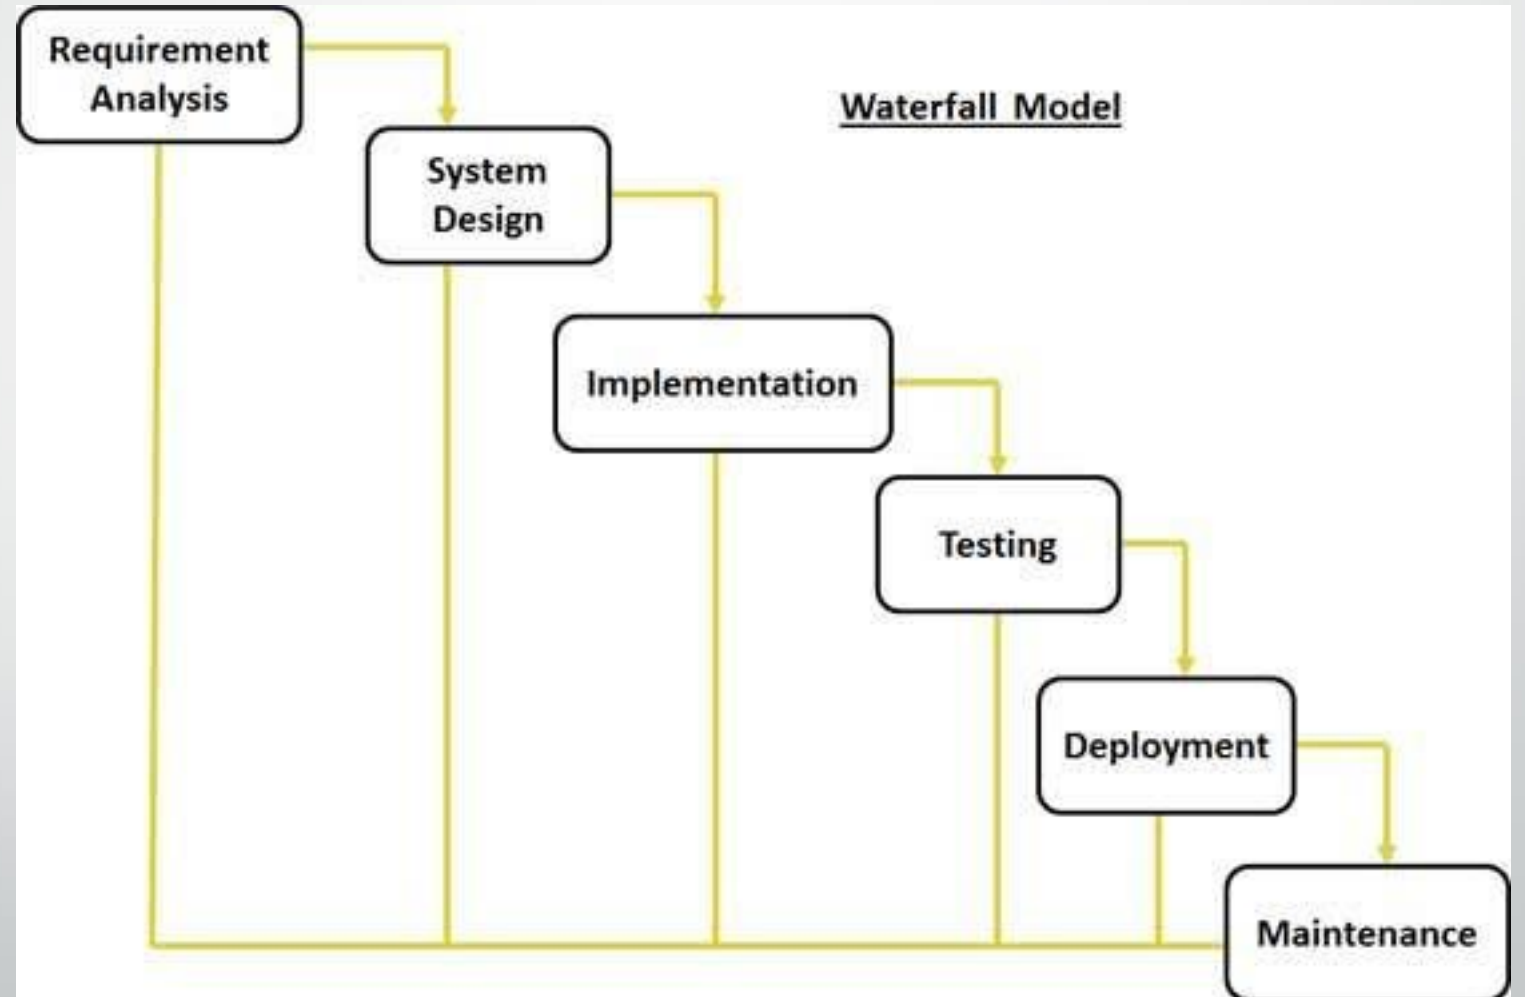 Requirement
Analysis
Waterfall Model
System
Design
Implementation
Testing
Deployment
Maintenance